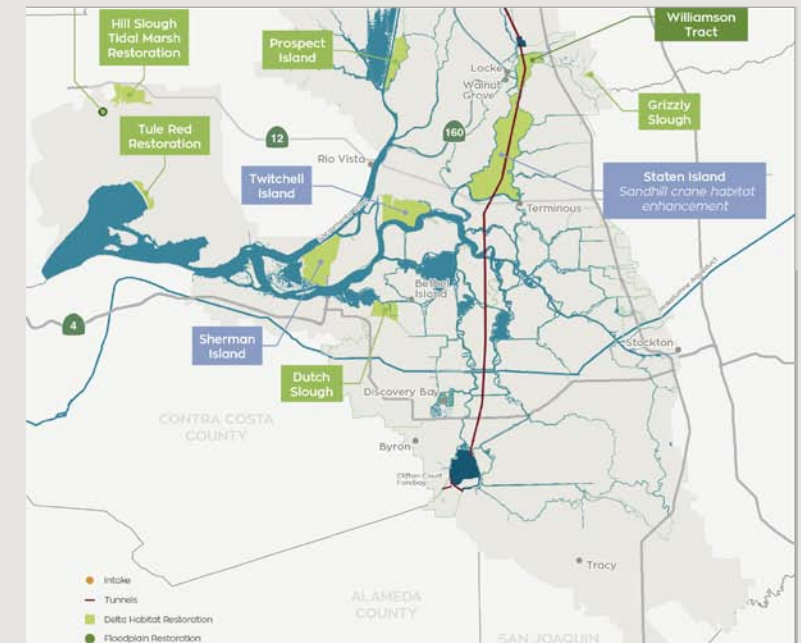 Hill Slough
Tidal Marsh
Restoration
Prospect
Island
Williamson
Tract
Locke
Walnut
Grove
Grizzly
Slough
Tule Red
Restoration
12
160
Rio Vista
Twitchell
Island
Staten Island
Sandhill crane habitat
enhancement
Terminous
Bethel
Island
4
Sherman
Island
Stockton
Dutch
Slough
Discovery Bay
CONTRA COSTA
COUNTY
Byron
Clifton Court
Forebay
Tracy
Intake
Tunnels
Delta Habitat Restoration
Floodplain Restoration
ALAMEDA
COUNTY
SAN JOAQUIN